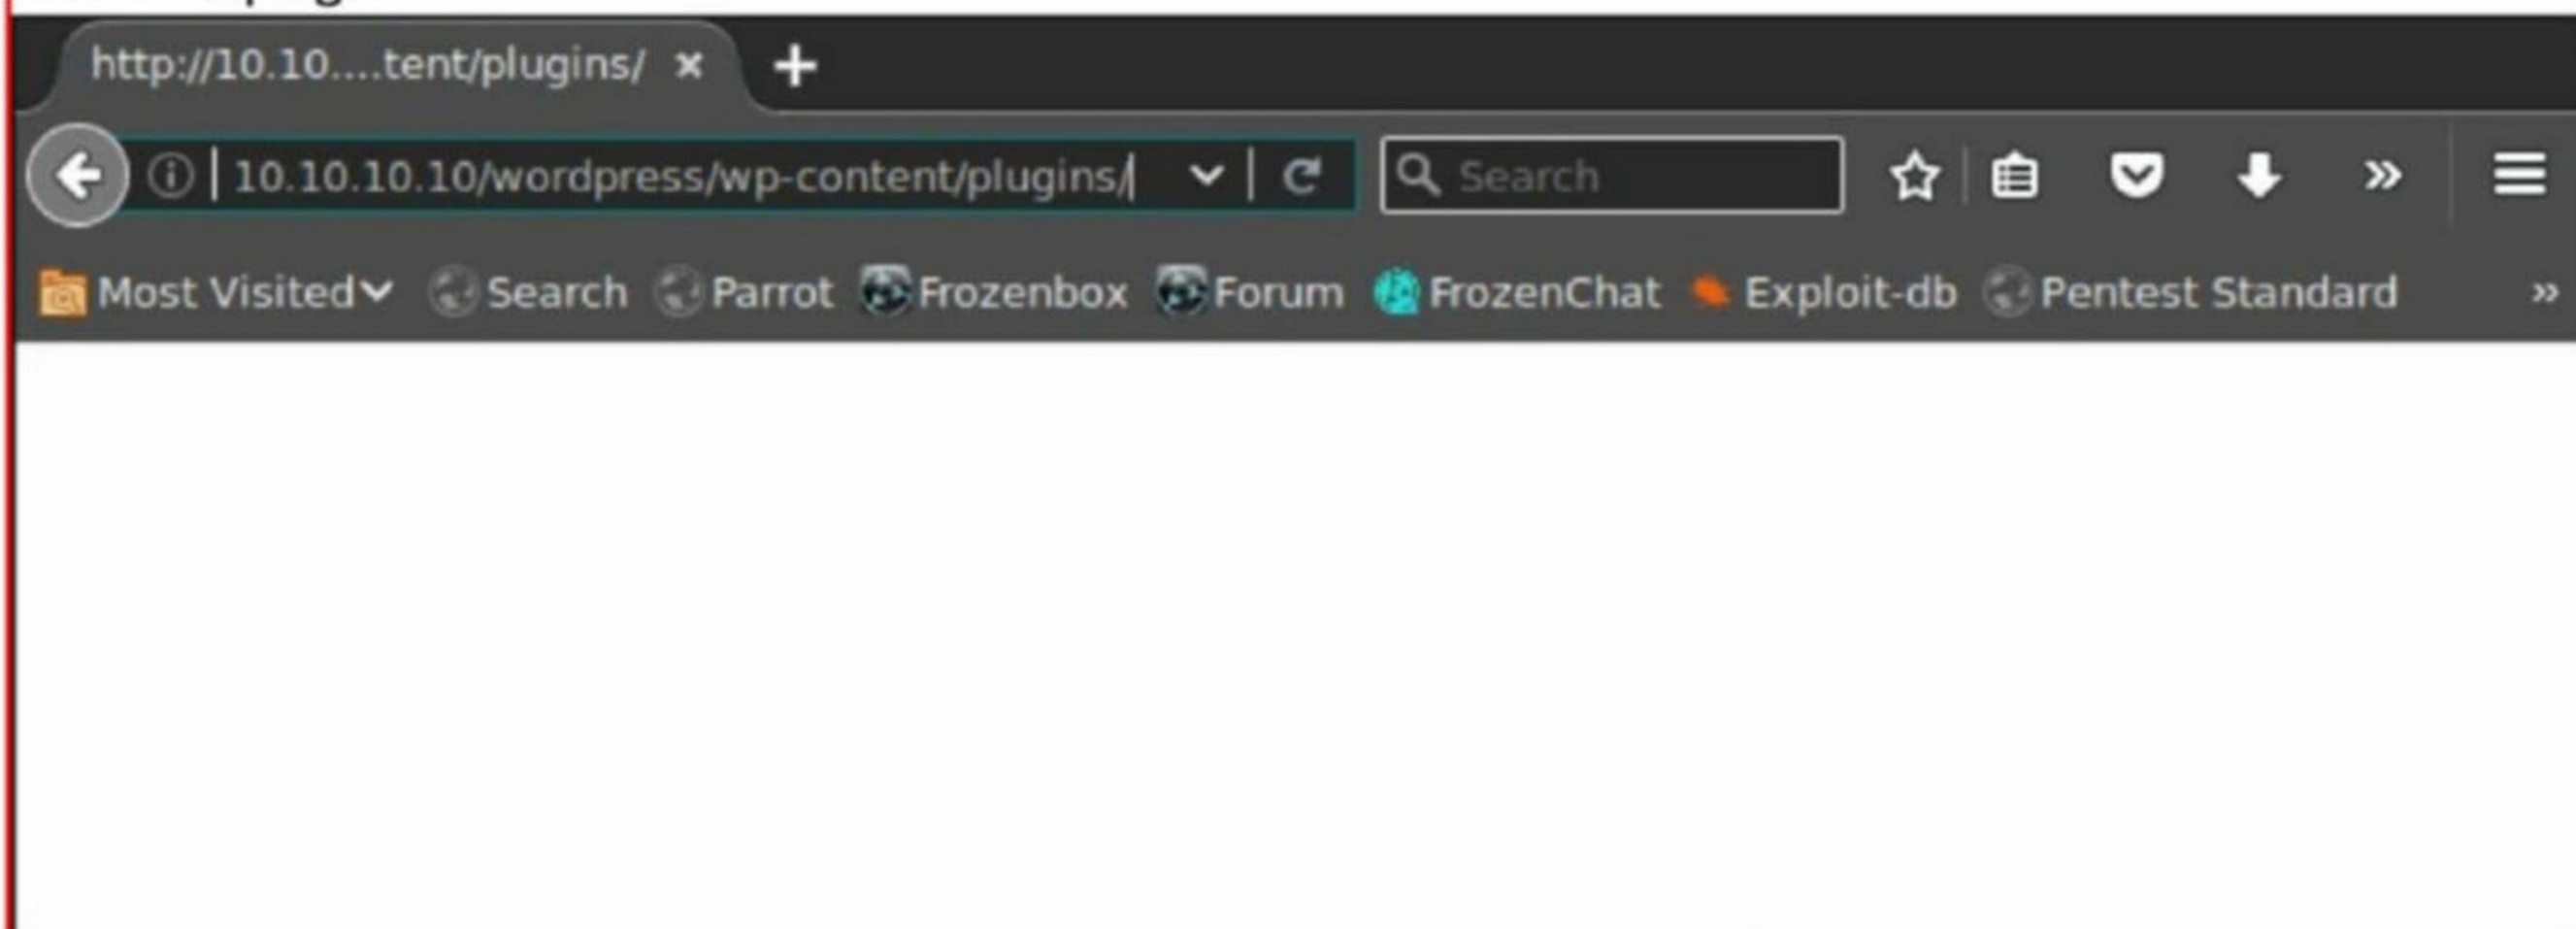 http://10.10....tent/plugins/
10.10.10.10/wordpress/wp-content/plugins/ Search
Most Visited Search Parrot Frozenbox Forum FrozenChat Exploit-db Pentest Standard